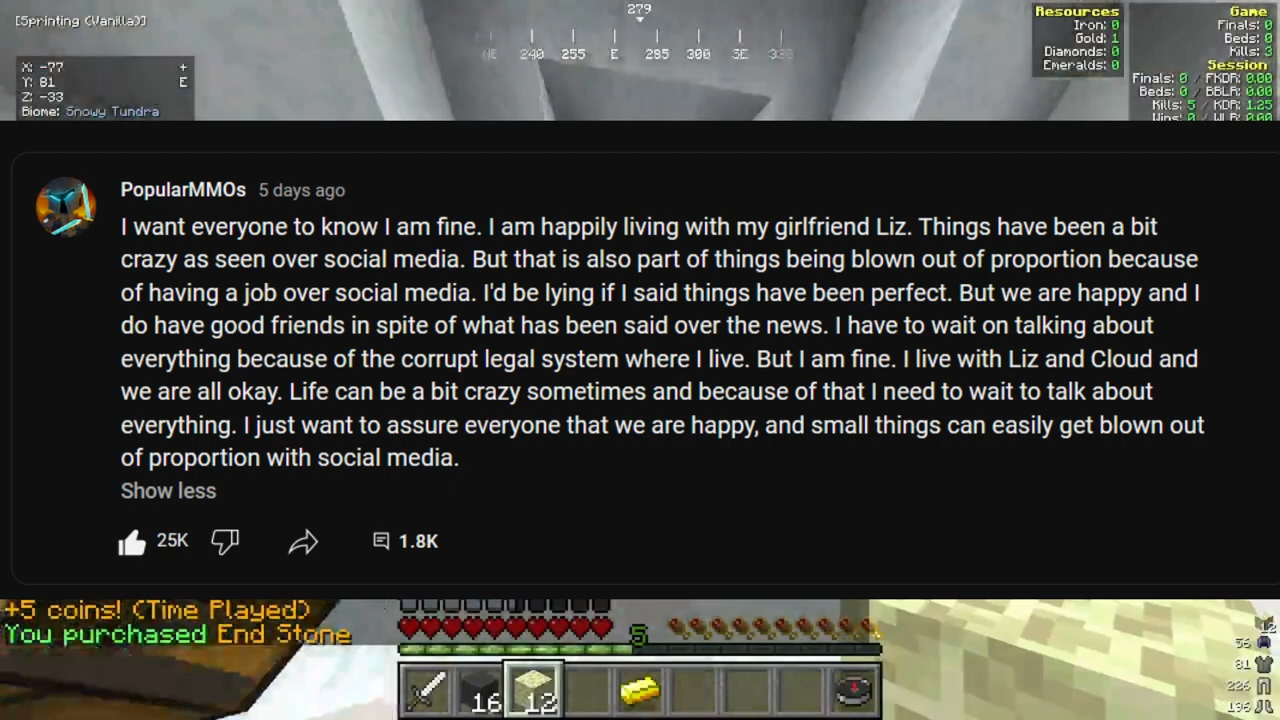 [Sprinting (Vanilla)]
279
NE 240 255 E 285 300 SE 330
X: -77 +
Y: 81 E
Z: -33
Biome: Snowy Tundra
Resources
Iron: 0
Gold: 1
Diamonds: 0
Emeralds: 0
Game
Finals: 0
Beds: 0
Kills: 3
Session
Finals: 0 / FKDR: 0.00
Beds: 0 / BBLR: 0.00
Kills: 5 / KDR: 1.25
Wins: 0 / WLR: 0.00
PopularMMOs 5 days ago
I want everyone to know I am fine. I am happily living with my girlfriend Liz. Things have been a bit
crazy as seen over social media. But that is also part of things being blown out of proportion because
of having a job over social media. I'd be lying if I said things have been perfect. But we are happy and I
do have good friends in spite of what has been said over the news. I have to wait on talking about
everything because of the corrupt legal system where I live. But I am fine. I live with Liz and Cloud and
we are all okay. Life can be a bit crazy sometimes and because of that I need to wait to talk about
everything. I just want to assure everyone that we are happy, and small things can easily get blown out
of proportion with social media.
Show less
25K 1.8K
+5 coins! (Time Played)
You purchased End Stone
5
16 12
12
56
81
226
196